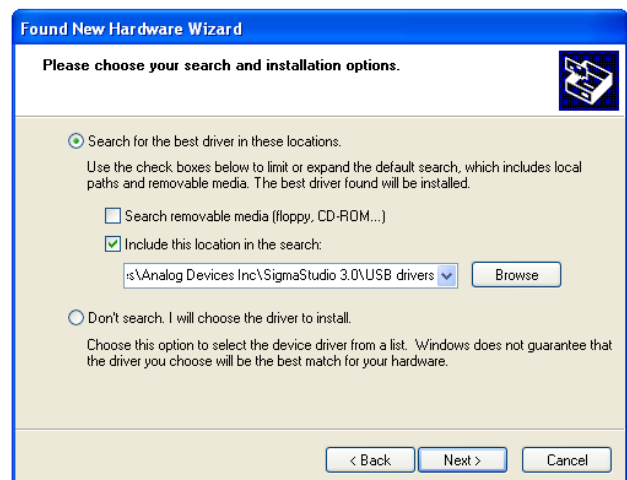 Found New Hardware Wizard
Please choose your search and installation options.
Search for the best driver in these locations.
Use the check boxes below to limit or expand the default search, which includes local
paths and removable media. The best driver found will be installed.
Search removable media (floppy, CD-ROM...)
Include this location in the search:
s\Analog Devices Inc\SigmaStudio 3.0\USB drivers
Browse
Don't search. I will choose the driver to install.
Choose this option to select the device driver from a list. Windows does not guarantee that
the driver you choose will be the best match for your hardware.
< Back
Next >
Cancel